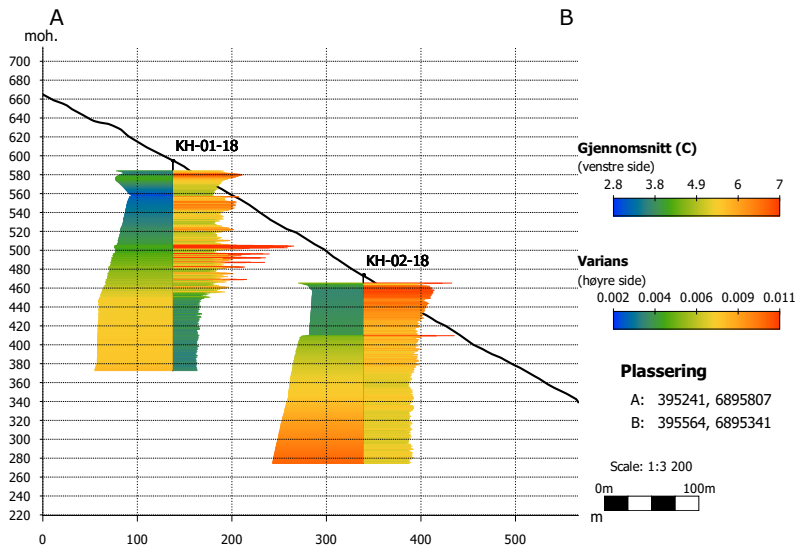 A
B
moh.
700
680
660
640
620
600
580
560
540
520
500
480
460
440
420
400
380
360
340
320
300
280
260
240
220
0
100
200
300
400
500
KH-01-18
KH-02-18
Gjennomsnitt (C)
(venstre side)
2.8 3.8 4.9 6 7
Varians
(høyre side)
0.002 0.004 0.006 0.009 0.011
Plassering
A: 395241, 6895807
B: 395564, 6895341
Scale: 1:3 200
0m 100m
m